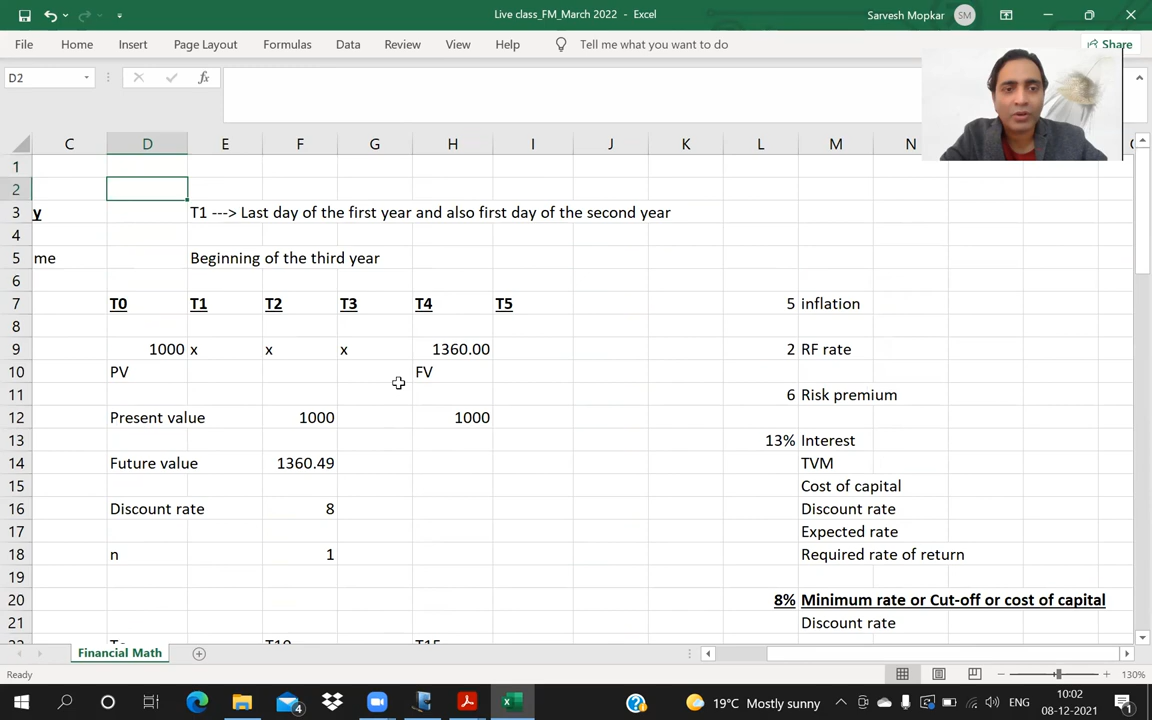 Live class_FM_March 2022 - Excel
Sarvesh Mopkar SM
File Home Insert Page Layout Formulas Data Review View Help Tell me what you want to do Share
D2 fx
C D E F G H I J K L M N
1
2
3 y T1 ---> Last day of the first year and also first day of the second year
4
5 me Beginning of the third year
6
7 T0 T1 T2 T3 T4 T5 5 inflation
8
9 1000 x x x 1360.00 2 RF rate
10 PV FV
11 6 Risk premium
12 Present value 1000 1000
13 13% Interest
14 Future value 1360.49 TVM
15 Cost of capital
16 Discount rate 8 Discount rate
17 Expected rate
18 n 1 Required rate of return
19
20 8% Minimum rate or Cut-off or cost of capital
21 Discount rate
Financial Math
Ready 130%
4 19°C Mostly sunny ENG 10:02
08-12-2021 1